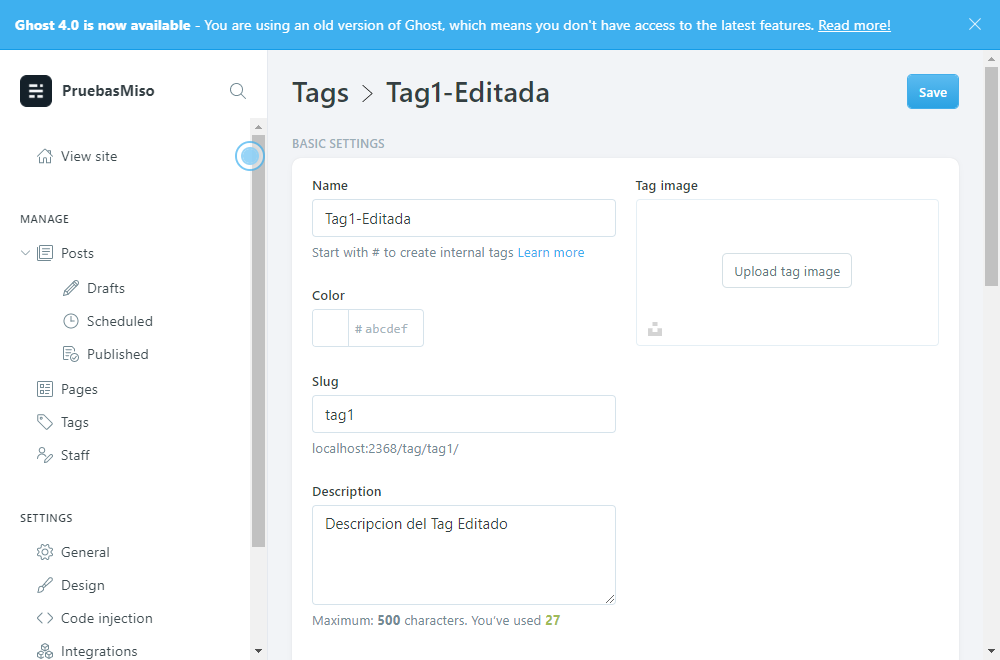 Ghost 4.0 is now available - You are using an old version of Ghost, which means you don't have access to the latest features. Read more!
PruebasMiso
View site
MANAGE
Posts
Drafts
Scheduled
Published
Pages
Tags
Staff
SETTINGS
General
Design
Code injection
Integrations
Tags > Tag1-Editada
Save
BASIC SETTINGS
Name
Tag1-Editada
Start with # to create internal tags Learn more
Color
# abcdef
Slug
tag1
localhost:2368/tag/tag1/
Description
Descripcion del Tag Editado
Maximum: 500 characters. You've used 27
Tag image
Upload tag image